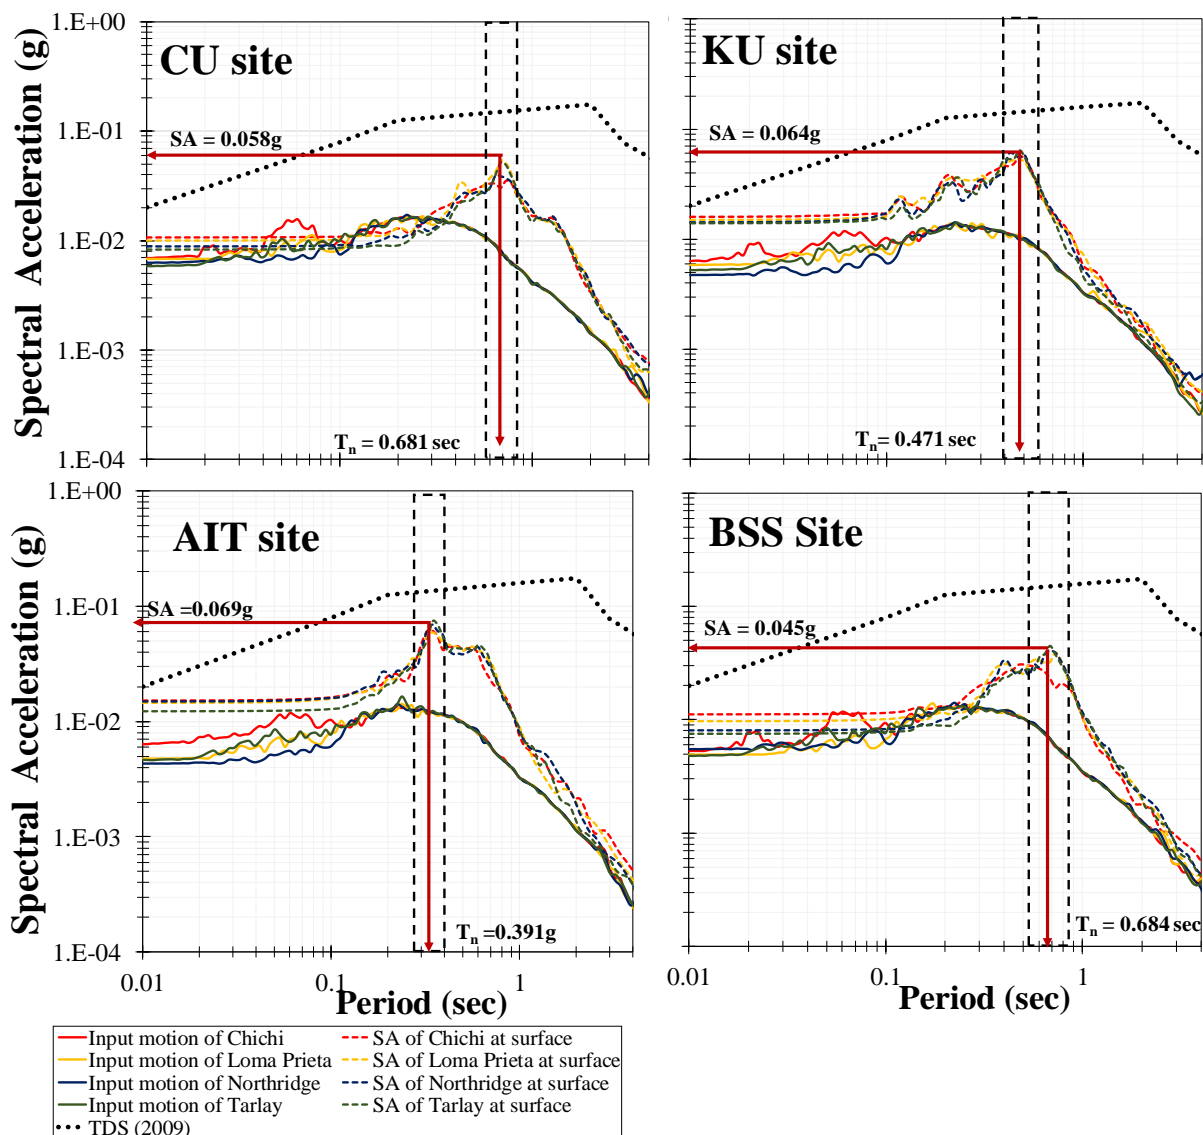 Spectral Acceleration (g)
1.E+00
1.E-01
1.E-02
1.E-03
1.E-04
CU site
SA = 0.058g
Tn = 0.681 sec
KU site
SA = 0.064g
Tn= 0.471 sec
Spectral Acceleration (g)
1.E+00
1.E-01
1.E-02
1.E-03
1.E-04
AIT site
SA =0.069g
Tn =0.391g
0.01
0.1
1
Period (sec)
BSS Site
SA = 0.045g
Tn = 0.684 sec
0.01
0.1
1
Period (sec)
Input motion of Chichi
SA of Chichi at surface
Input motion of Loma Prieta
SA of Loma Prieta at surface
Input motion of Northridge
SA of Northridge at surface
Input motion of Tarlay
SA of Tarlay at surface
TDS (2009)